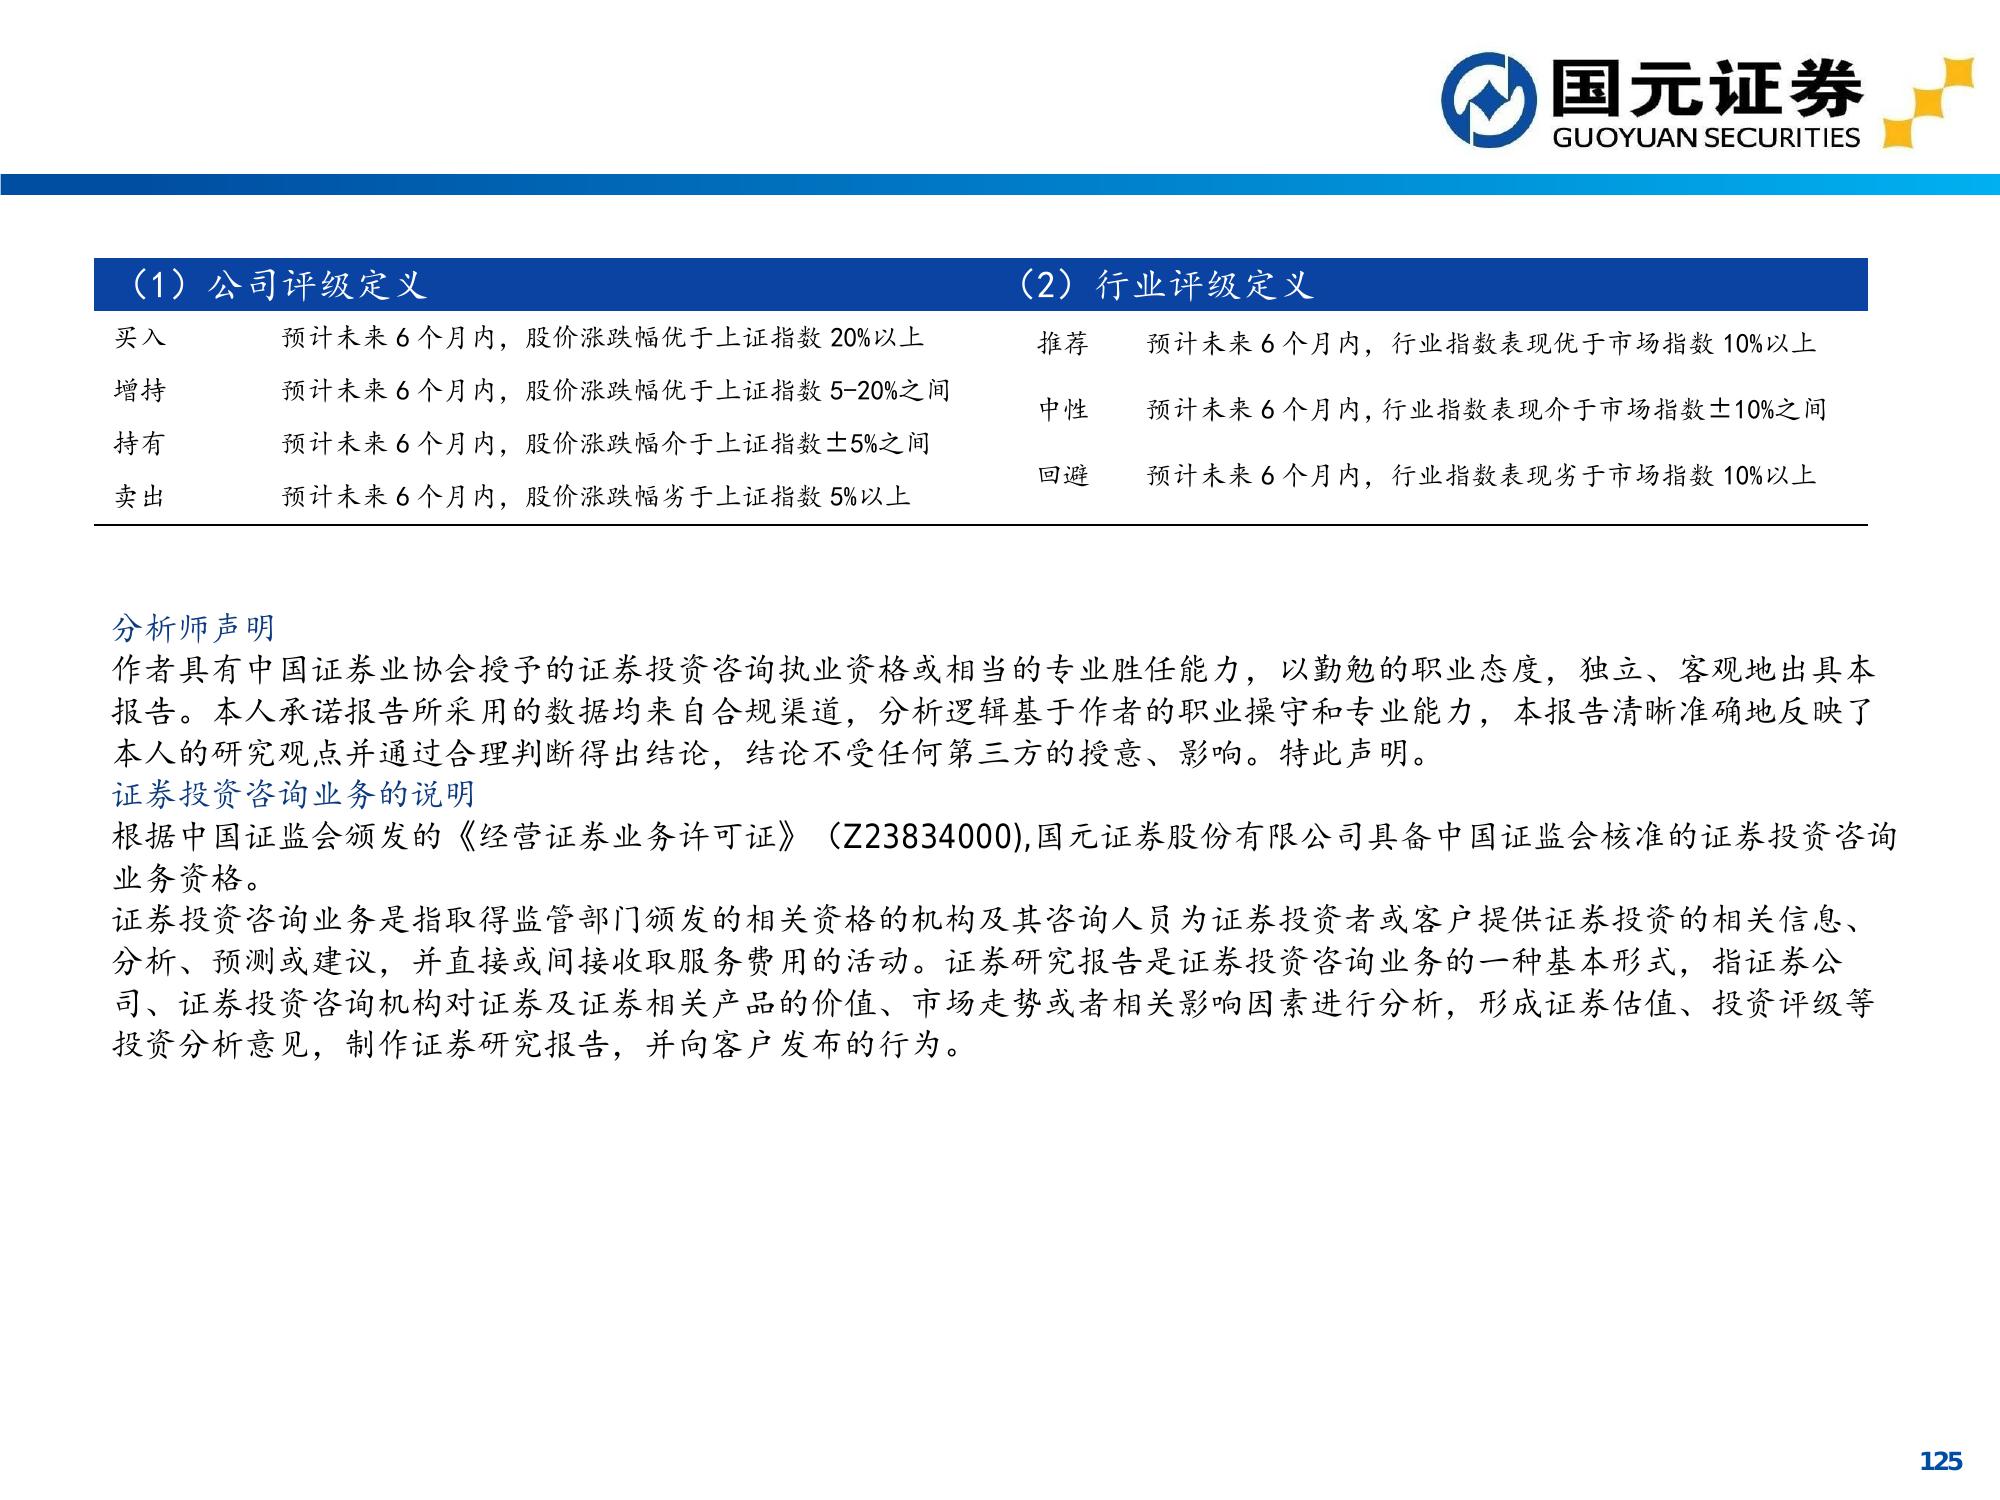 国元证券
GUOYUAN SECURITIES
（1）公司评级定义
买入 预计未来 6 个月内，股价涨跌幅优于上证指数 20%以上
增持 预计未来 6 个月内，股价涨跌幅优于上证指数 5-20%之间
持有 预计未来 6 个月内，股价涨跌幅介于上证指数±5%之间
卖出 预计未来 6 个月内，股价涨跌幅劣于上证指数 5%以上
（2）行业评级定义
推荐 预计未来 6 个月内，行业指数表现优于市场指数 10%以上
中性 预计未来 6 个月内,行业指数表现介于市场指数±10%之间
回避 预计未来 6 个月内，行业指数表现劣于市场指数 10%以上
分析师声明
作者具有中国证券业协会授予的证券投资咨询执业资格或相当的专业胜任能力，以勤勉的职业态度，独立、客观地出具本
报告。本人承诺报告所采用的数据均来自合规渠道，分析逻辑基于作者的职业操守和专业能力，本报告清晰准确地反映了
本人的研究观点并通过合理判断得出结论，结论不受任何第三方的授意、影响。特此声明。
证券投资咨询业务的说明
根据中国证监会颁发的《经营证券业务许可证》（Z23834000),国元证券股份有限公司具备中国证监会核准的证券投资咨询
业务资格。
证券投资咨询业务是指取得监管部门颁发的相关资格的机构及其咨询人员为证券投资者或客户提供证券投资的相关信息、
分析、预测或建议，并直接或间接收取服务费用的活动。证券研究报告是证券投资咨询业务的一种基本形式，指证券公
司、证券投资咨询机构对证券及证券相关产品的价值、市场走势或者相关影响因素进行分析，形成证券估值、投资评级等
投资分析意见，制作证券研究报告，并向客户发布的行为。
125